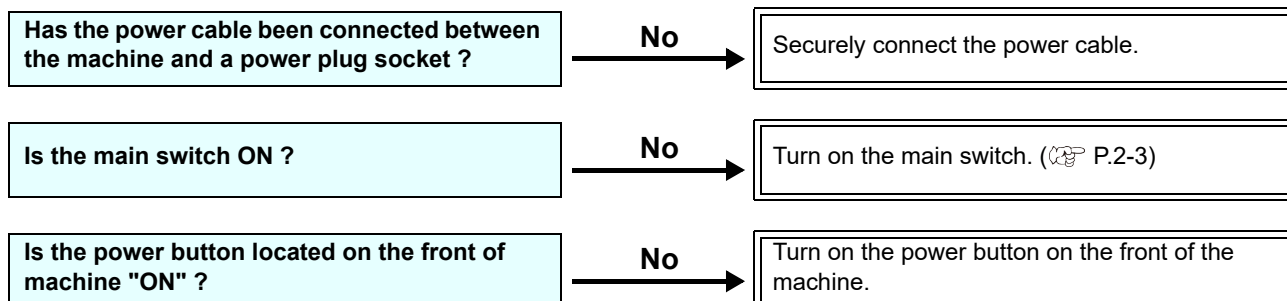 Has the power cable been connected between
the machine and a power plug socket ?
No
Securely connect the power cable.
Is the main switch ON ?
No
Turn on the main switch. (☞ P.2-3)
Is the power button located on the front of
machine "ON" ?
No
Turn on the power button on the front of the
machine.